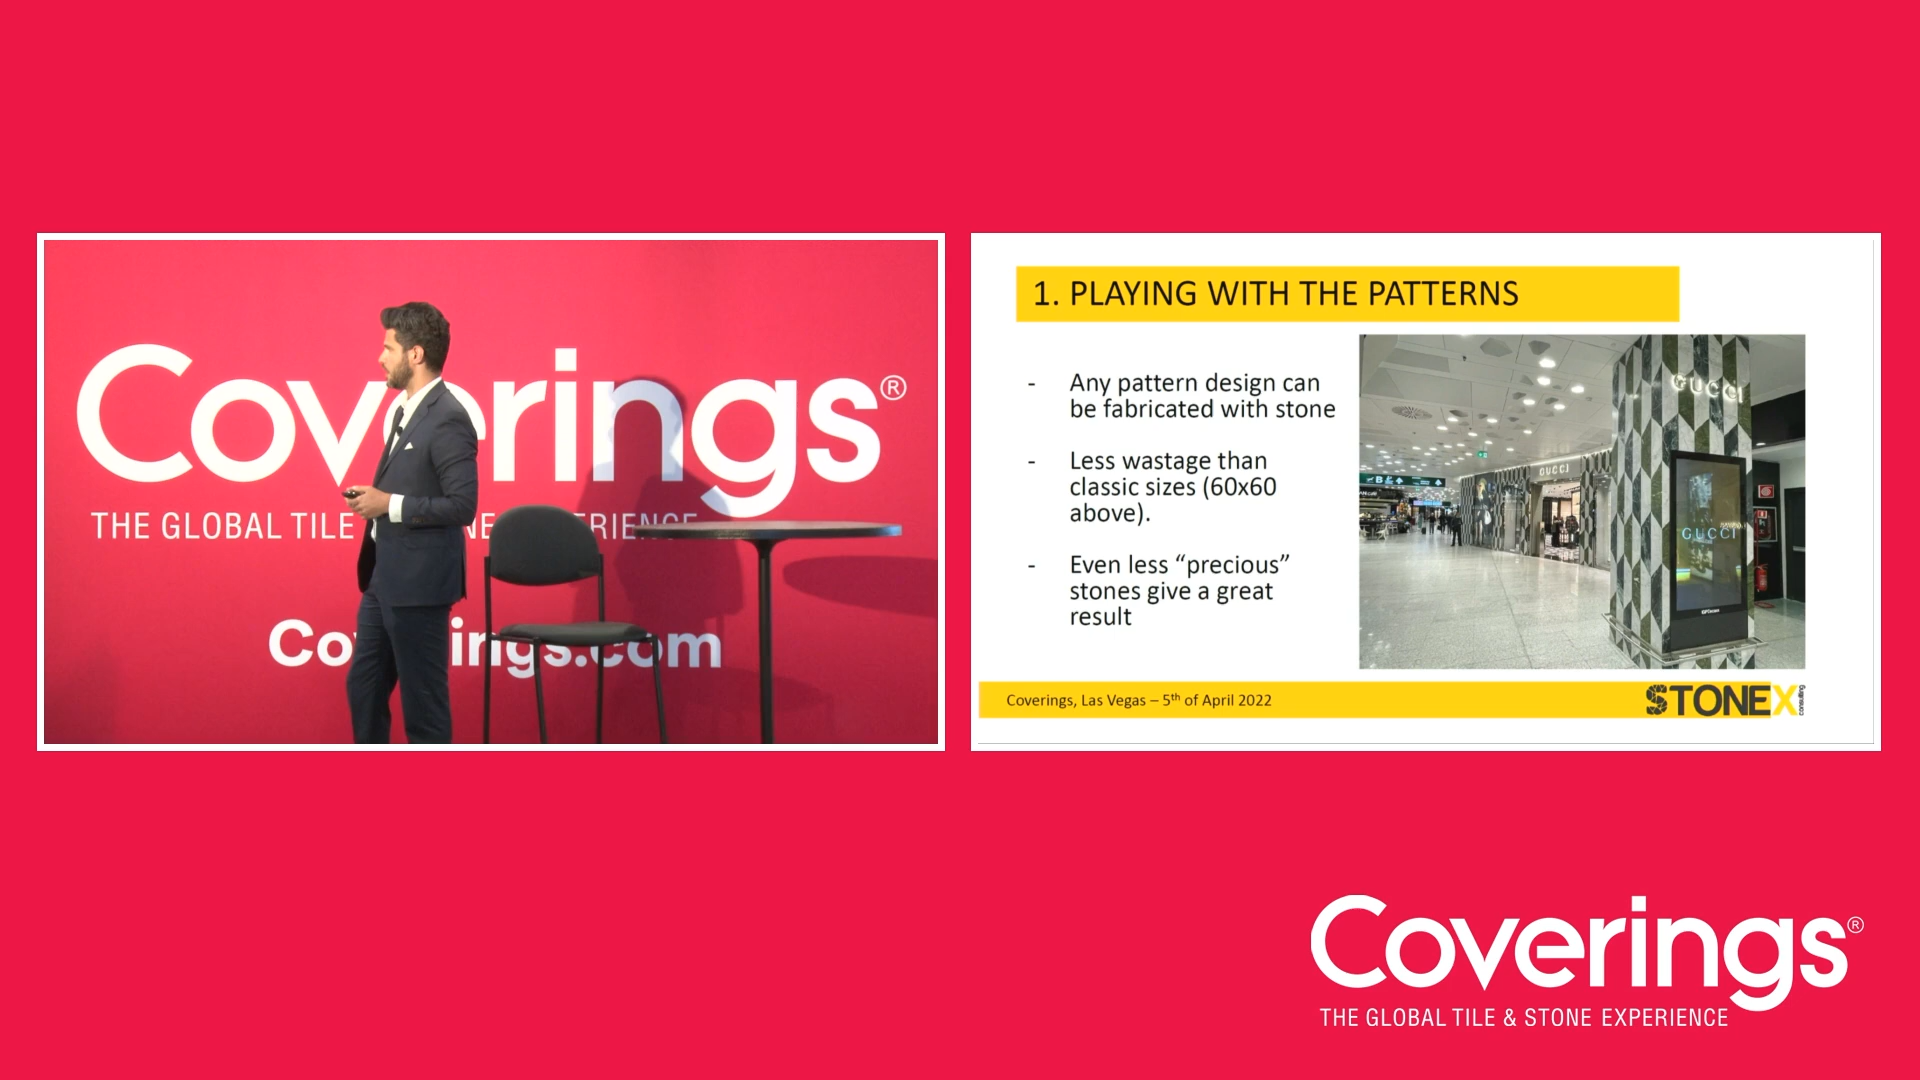 Coverings®
THE GLOBAL TILE
Coverings.com
1. PLAYING WITH THE PATTERNS
- Any pattern design can
be fabricated with stone
- Less wastage than
classic sizes (60x60
above).
- Even less “precious”
stones give a great
result
GUCCI
GUCCI
GUCCI
B
Coverings, Las Vegas – 5th of April 2022
STONEX
consulting
Coverings®
THE GLOBAL TILE & STONE EXPERIENCE